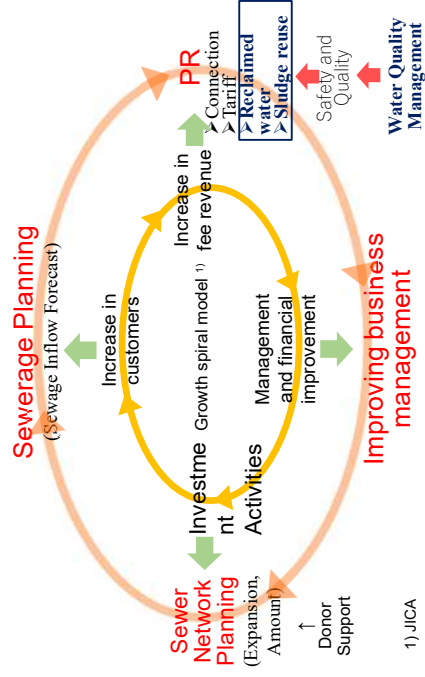 Sewerage Planning
(Sewage Inflow Forecast)
Increase in
customers
PR
➢Connection
➢Tariff
➢Reclaimed
water
➢Sludge reuse
Safety and
Quality
Water Quality
Management
Increase in
fee revenue
Growth spiral model 1)
Investme
nt
Activities
Management
and financial
improvement
Improving business
management
Sewer
Network
Planning
(Expansion,
Amount)
↑
Donor
Support
1) JICA